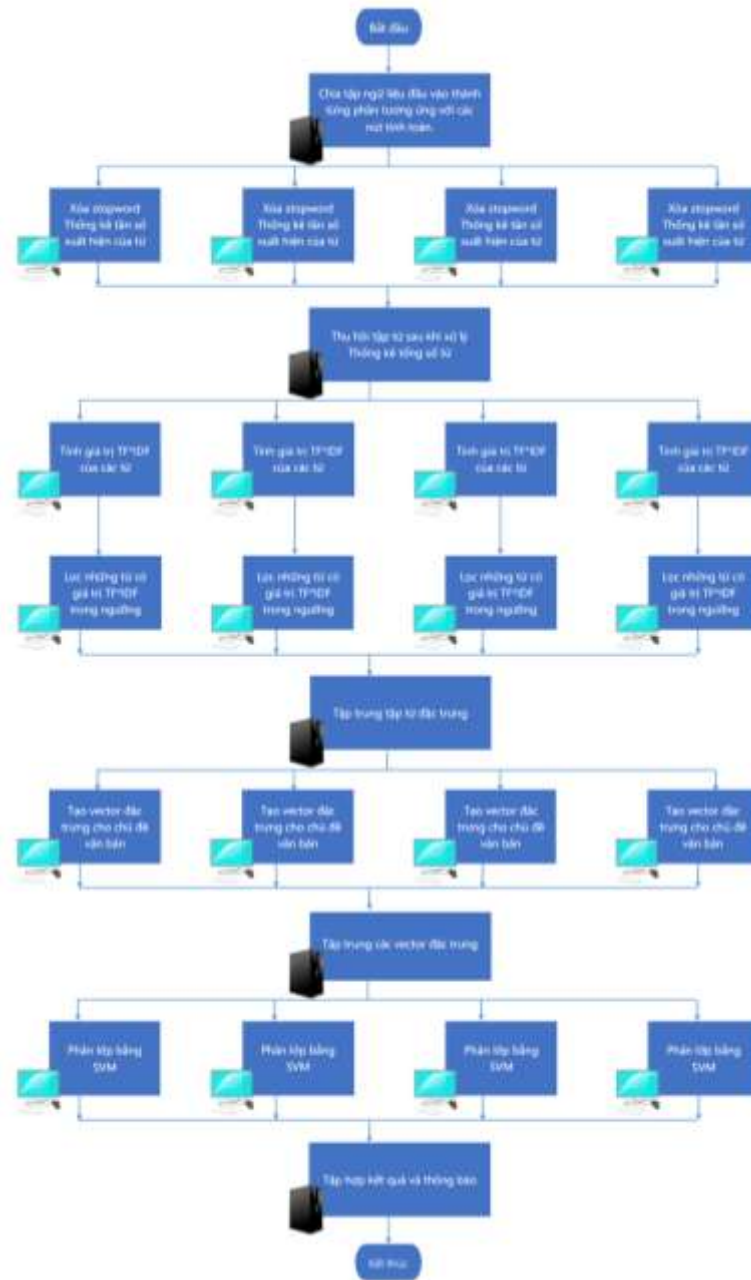 Bắt đầu
Chia tập ngữ liệu đầu vào thành
từng phần tương ứng với các
nút tính toán.
Xóa stopword
Thống kê tần số
xuất hiện của từ
Xóa stopword
Thống kê tần số
xuất hiện của từ
Xóa stopword
Thống kê tần số
xuất hiện của từ
Xóa stopword
Thống kê tần số
xuất hiện của từ
Thu hồi tập từ sau khi xử lý
Thống kê tổng số từ
Tính giá trị TF*IDF
của các từ
Tính giá trị TF*IDF
của các từ
Tính giá trị TF*IDF
của các từ
Tính giá trị TF*IDF
của các từ
Lọc những từ có
giá trị TF*IDF
trong ngưỡng
Lọc những từ có
giá trị TF*IDF
trong ngưỡng
Lọc những từ có
giá trị TF*IDF
trong ngưỡng
Lọc những từ có
giá trị TF*IDF
trong ngưỡng
Tập trung tập từ đặc trưng
Tạo vector đặc
trưng cho chủ đề
văn bản
Tạo vector đặc
trưng cho chủ đề
văn bản
Tạo vector đặc
trưng cho chủ đề
văn bản
Tạo vector đặc
trưng cho chủ đề
văn bản
Tập trung các vector đặc trưng
Phân lớp bằng
SVM
Phân lớp bằng
SVM
Phân lớp bằng
SVM
Phân lớp bằng
SVM
Tập hợp kết quả và thông báo
Kết thúc